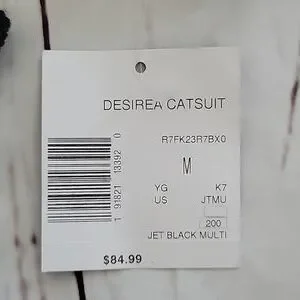 DESIREA CATSUIT
R7FK23R7BX0
M
YG K7
US JTMU
200
JET BLACK MULTI
1 91821 13392 0
$84.99